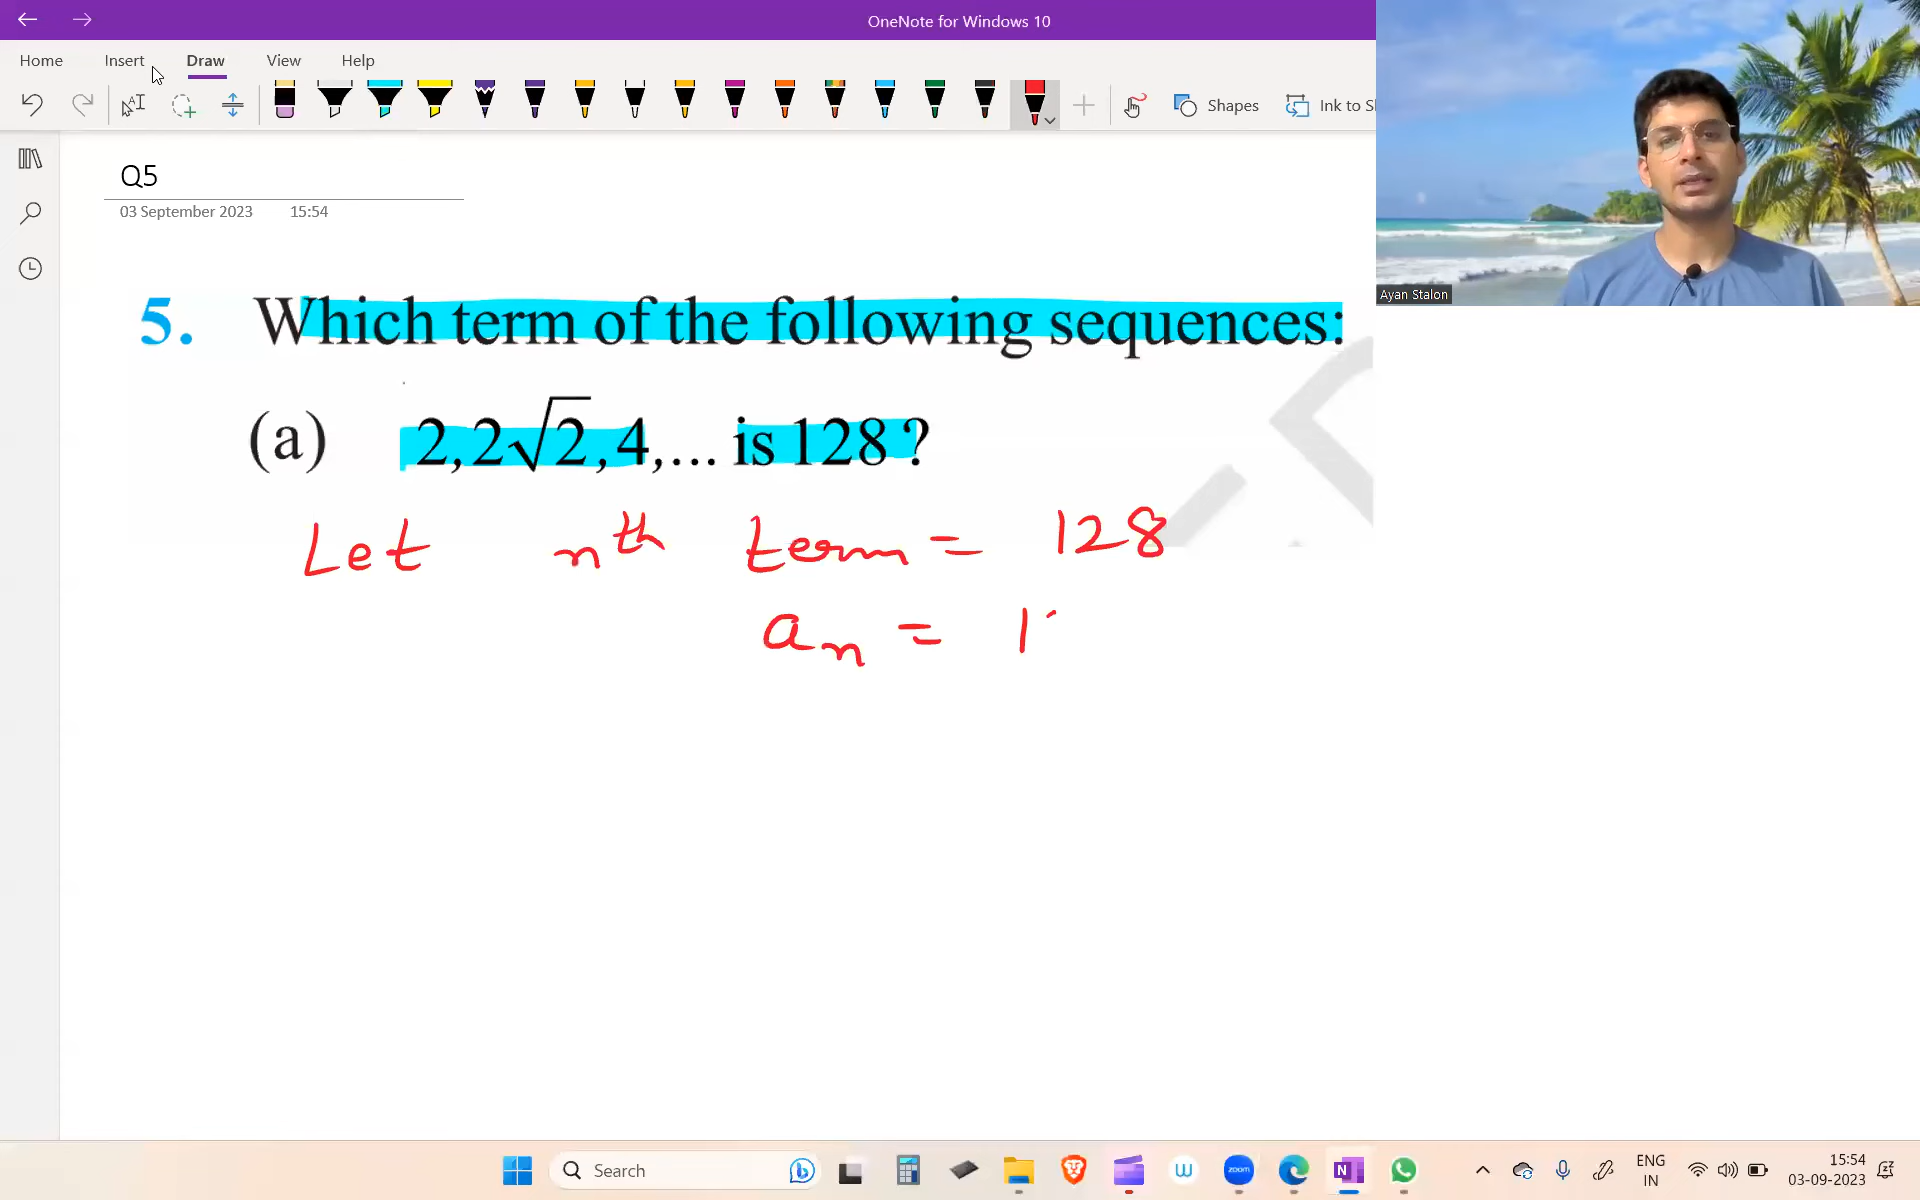 OneNote for Windows 10
Home Insert Draw View Help
Shapes Ink to
Q5
03 September 2023 15:54
Ayan Stalon
5. Which term of the following sequences:
(a) 2,2√2,4,... is 128 ?
Let nth term = 128
an = 1
Search
zoom
ENG
IN
15:54
03-09-2023